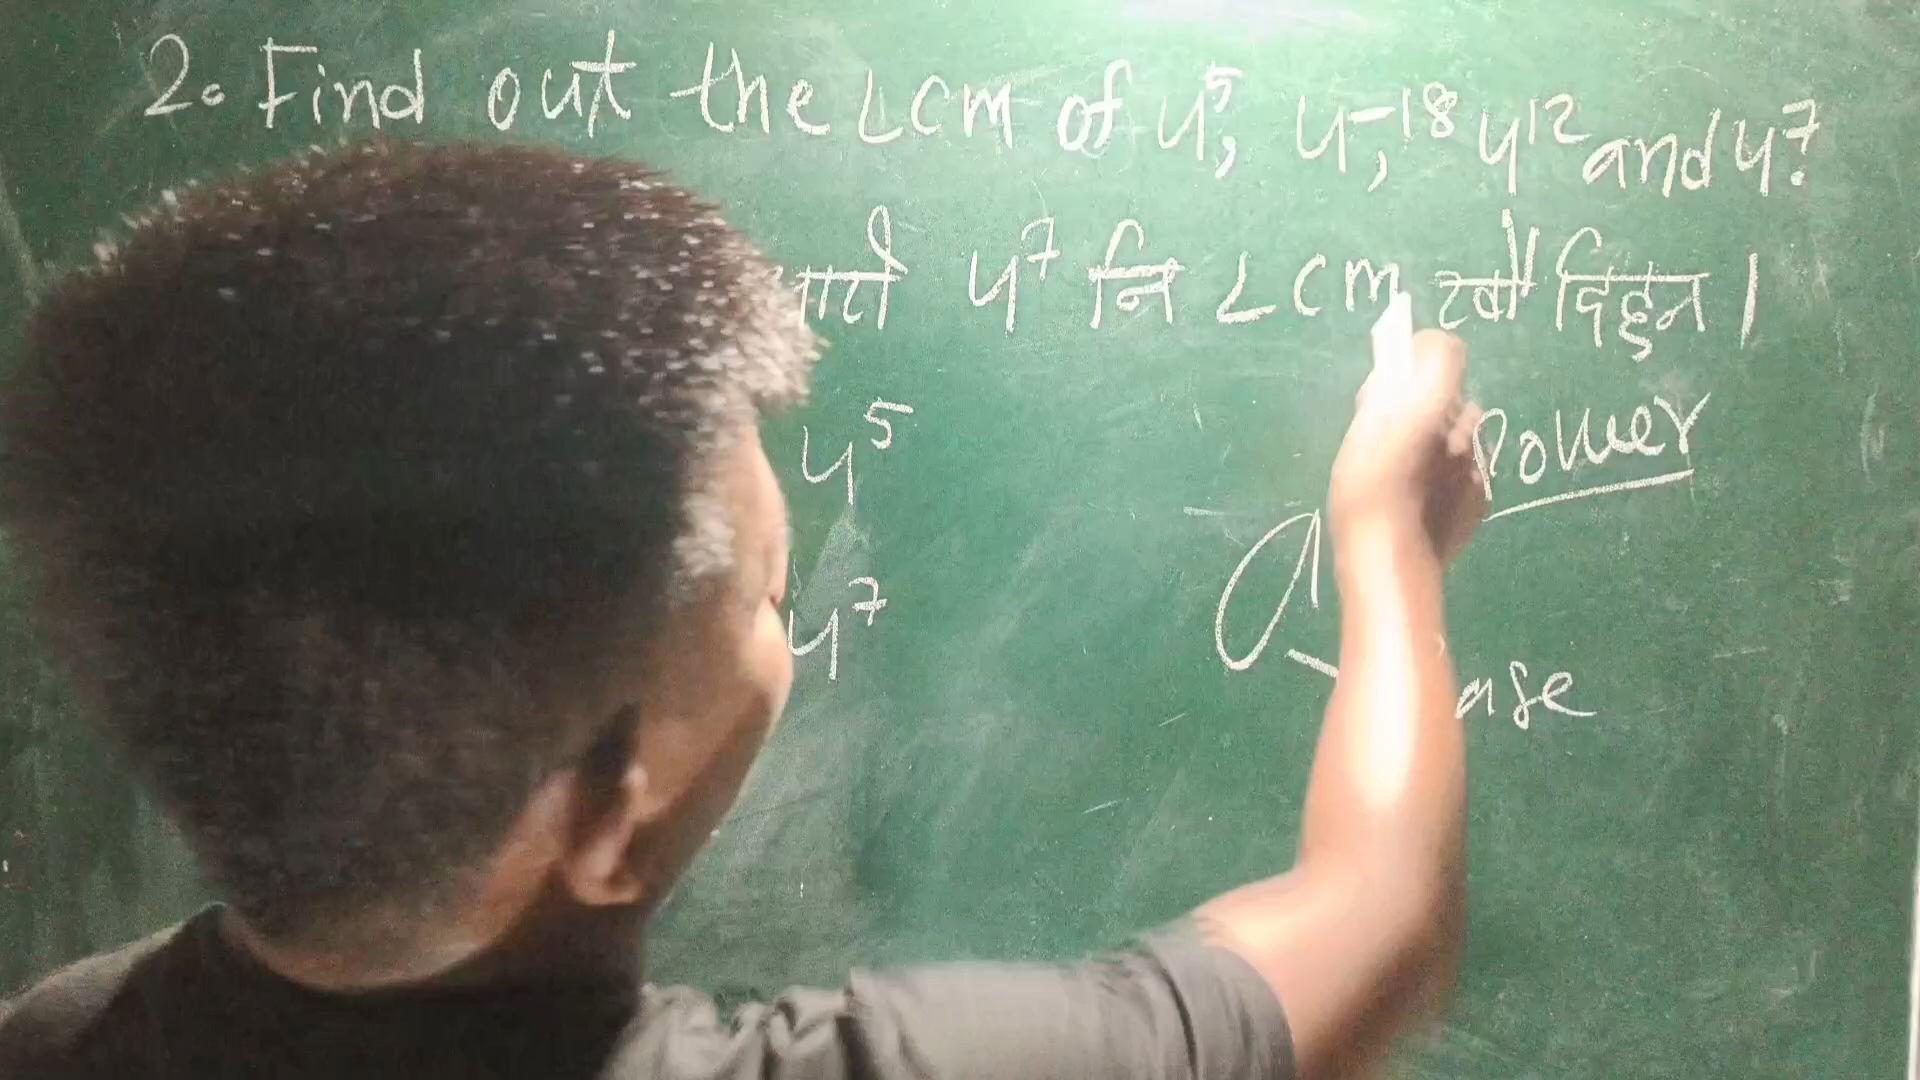 2. Find out the LCM of 4⁵, 4⁻¹⁸, 4¹² and 4⁷?
4⁷ नि LCM खौ दिहुन।
4⁵
Power
4⁷
a
ase